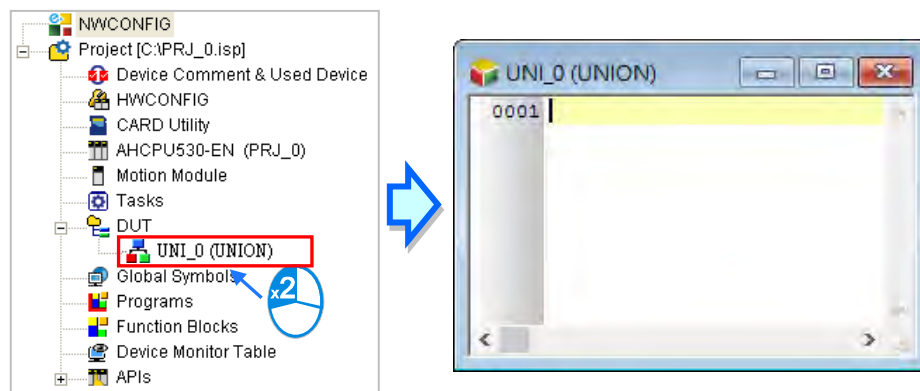 NWCONFIG
Project [C:\PRJ_0.isp]
Device Comment & Used Device
HWCONFIG
CARD Utility
AHCPU530-EN (PRJ_0)
Motion Module
Tasks
DUT
UNI_0 (UNION)
Global Symbols
x2
Programs
Function Blocks
Device Monitor Table
APIs
UNI_0 (UNION)
0001